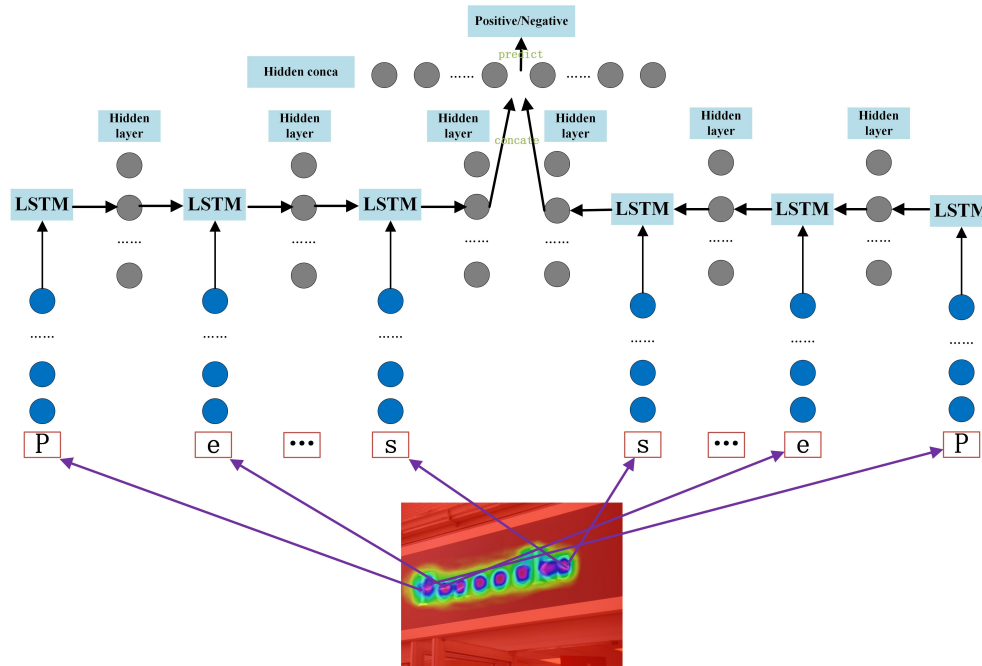 Positive/Negative
predict
Hidden conca
......
......
concate
Hidden
layer
Hidden
layer
Hidden
layer
Hidden
layer
Hidden
layer
Hidden
layer
LSTM
LSTM
LSTM
LSTM
LSTM
LSTM
......
......
......
......
......
......
......
......
......
......
......
......
P
e
•••
s
s
•••
e
P